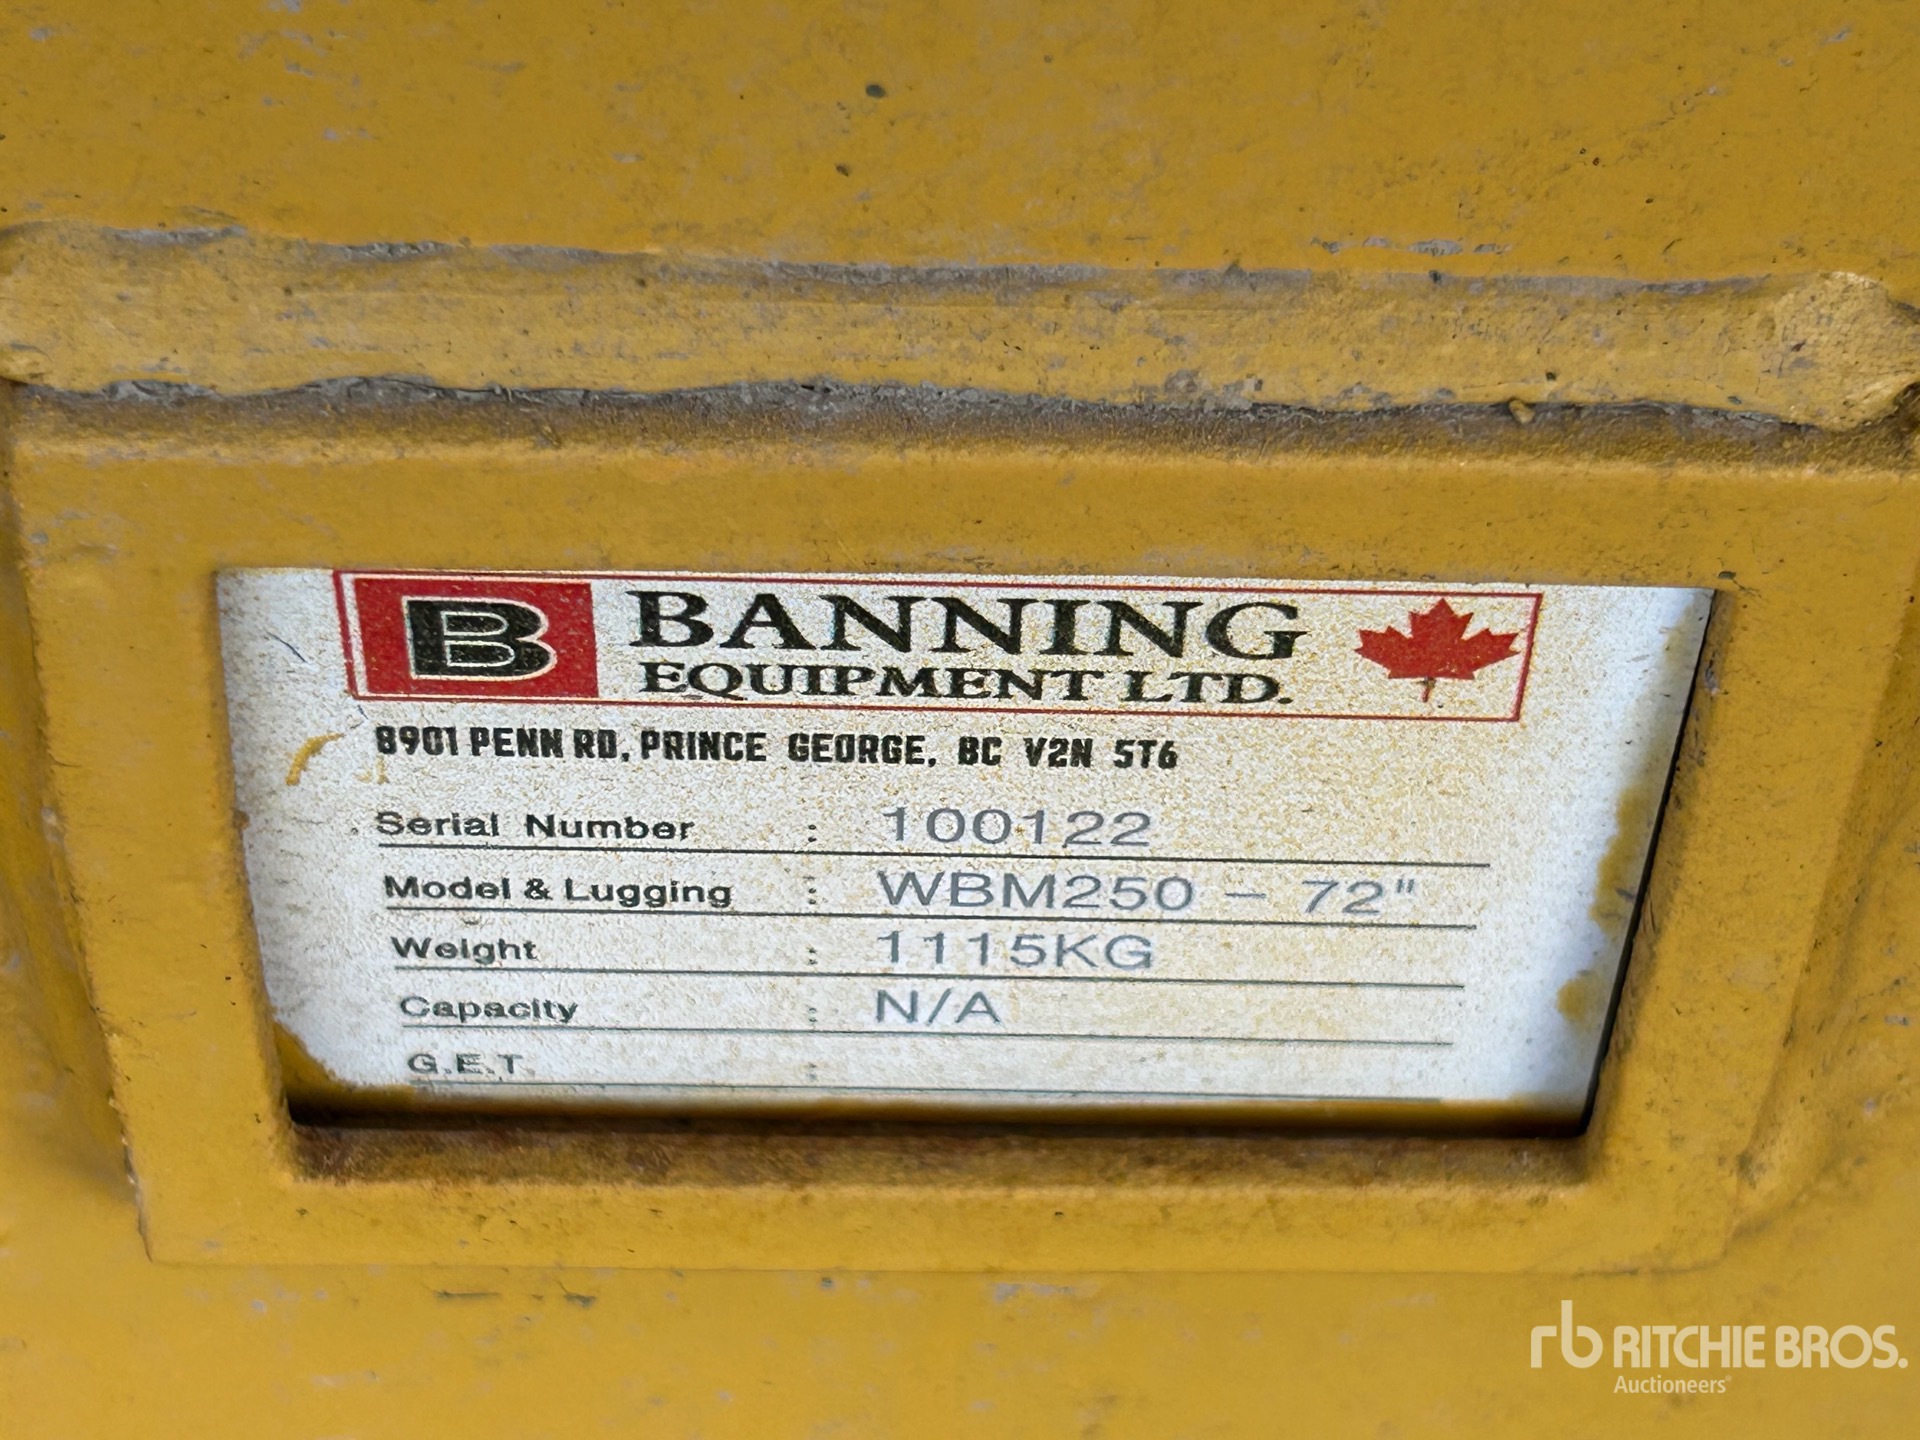 B BANNING
EQUIPMENT LTD.
8901 PENN RD, PRINCE GEORGE, BC V2N 5T6
Serial Number : 100122
Model & Lugging : WBM250 - 72"
Weight : 1115KG
Capacity : N/A
G.E.T. :
rb RITCHIE BROS.
Auctioneers